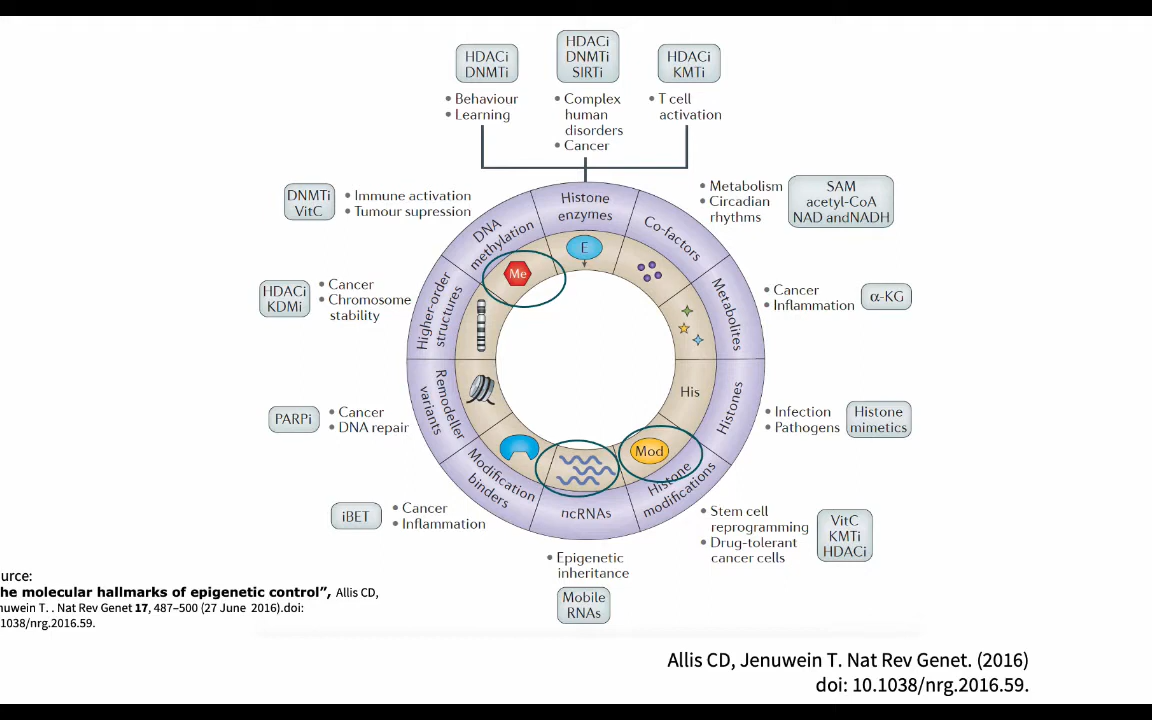 HDACi
DNMTi
• Behaviour
• Learning
HDACi
DNMTi
SIRTi
• Complex
human
disorders
• Cancer
HDACi
KMTi
• T cell
activation
DNMTi
VitC
• Immune activation
• Tumour supression
• Metabolism
• Circadian
rhythms
SAM
acetyl-CoA
NAD andNADH
HDACi
KDMi
• Cancer
• Chromosome
stability
• Cancer
• Inflammation
α-KG
PARPi
• Cancer
• DNA repair
• Infection
• Pathogens
Histone
mimetics
iBET
• Cancer
• Inflammation
• Stem cell
reprogramming
• Drug-tolerant
cancer cells
VitC
KMTi
HDACi
• Epigenetic
inheritance
Mobile
RNAs
Histone
enzymes
Co-factors
Metabolites
Histones
Histone
modifications
ncRNAs
Modification
binders
Remodeller
variants
Higher-order
structures
DNA
methylation
E
His
Mod
Me
urce:
he molecular hallmarks of epigenetic control”, Allis CD,
nuwein T. . Nat Rev Genet 17, 487–500 (27 June 2016).doi:
1038/nrg.2016.59.
Allis CD, Jenuwein T. Nat Rev Genet. (2016)
doi: 10.1038/nrg.2016.59.